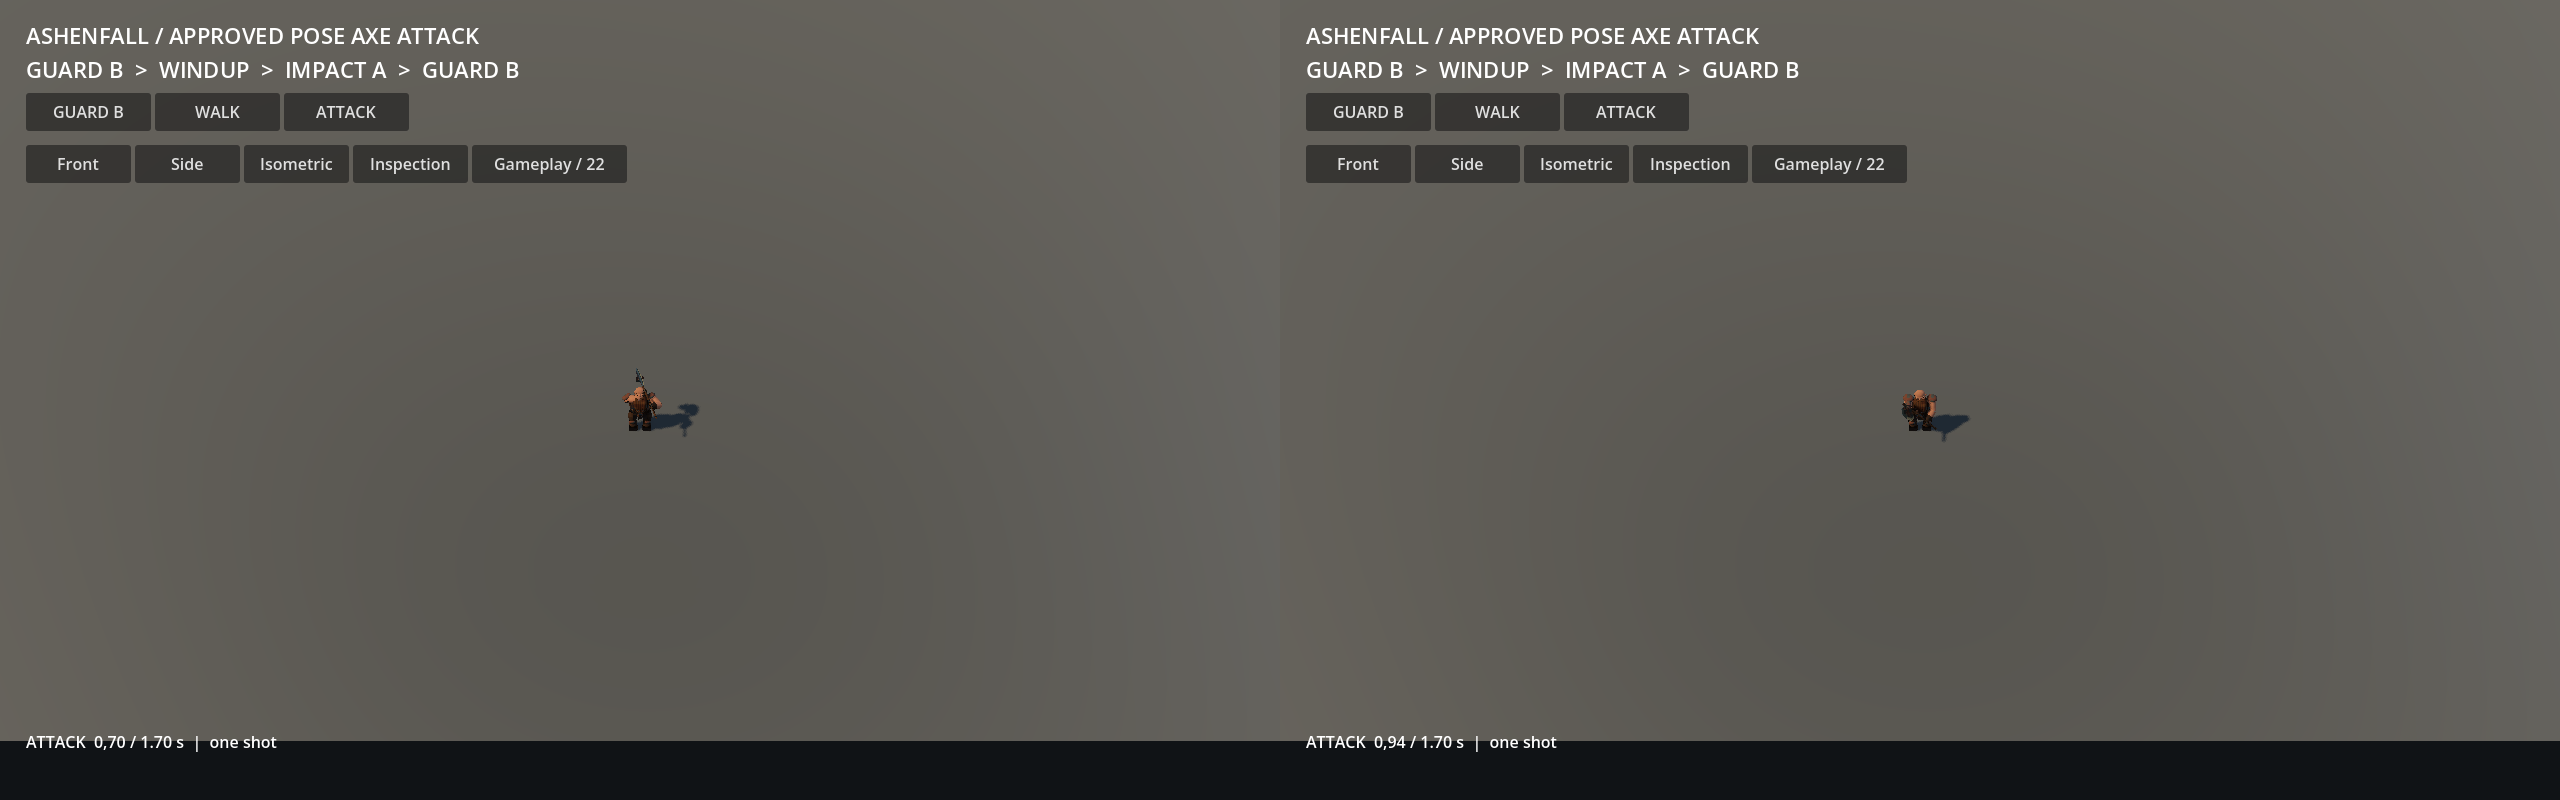 ASHENFALL / APPROVED POSE AXE ATTACK
GUARD B > WINDUP > IMPACT A > GUARD B
GUARD B WALK ATTACK
Front Side Isometric Inspection Gameplay / 22
ATTACK 0,70 / 1.70 s | one shot
ASHENFALL / APPROVED POSE AXE ATTACK
GUARD B > WINDUP > IMPACT A > GUARD B
GUARD B WALK ATTACK
Front Side Isometric Inspection Gameplay / 22
ATTACK 0,94 / 1.70 s | one shot